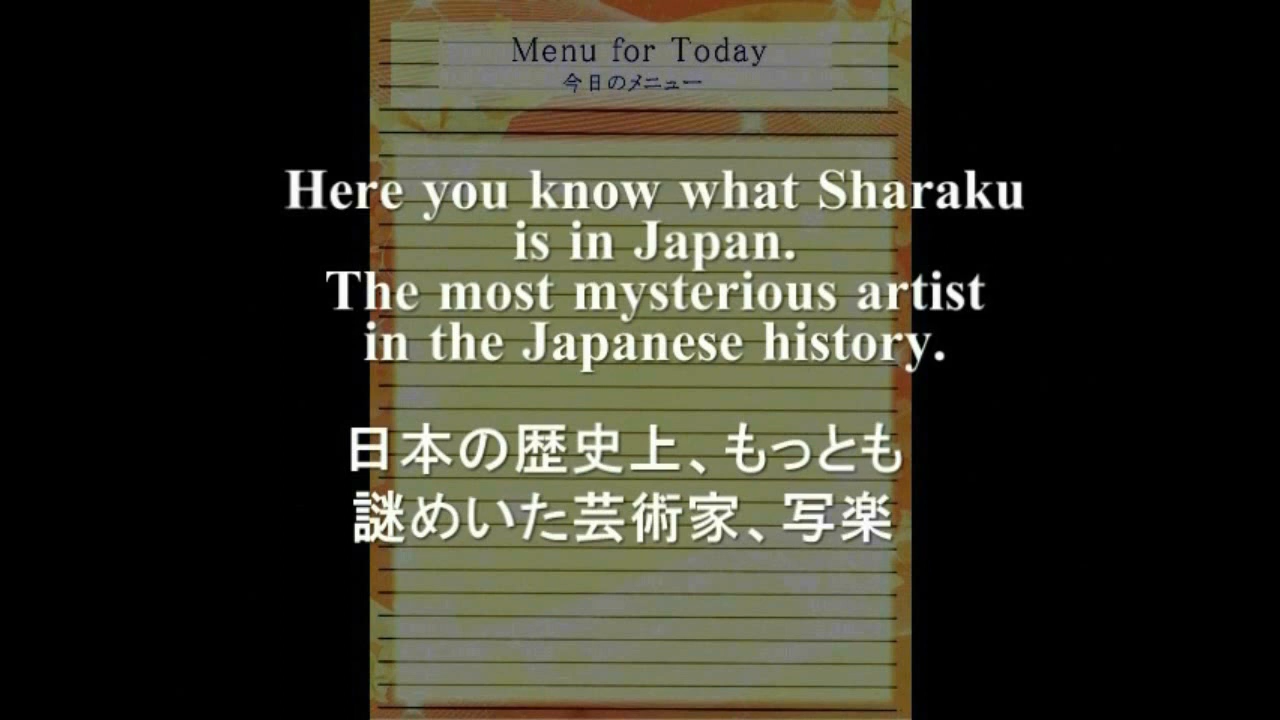 Menu for Today
今日のメニュー
Here you know what Sharaku
is in Japan.
The most mysterious artist
in the Japanese history.
日本の歴史上、もっとも
謎めいた芸術家、写楽